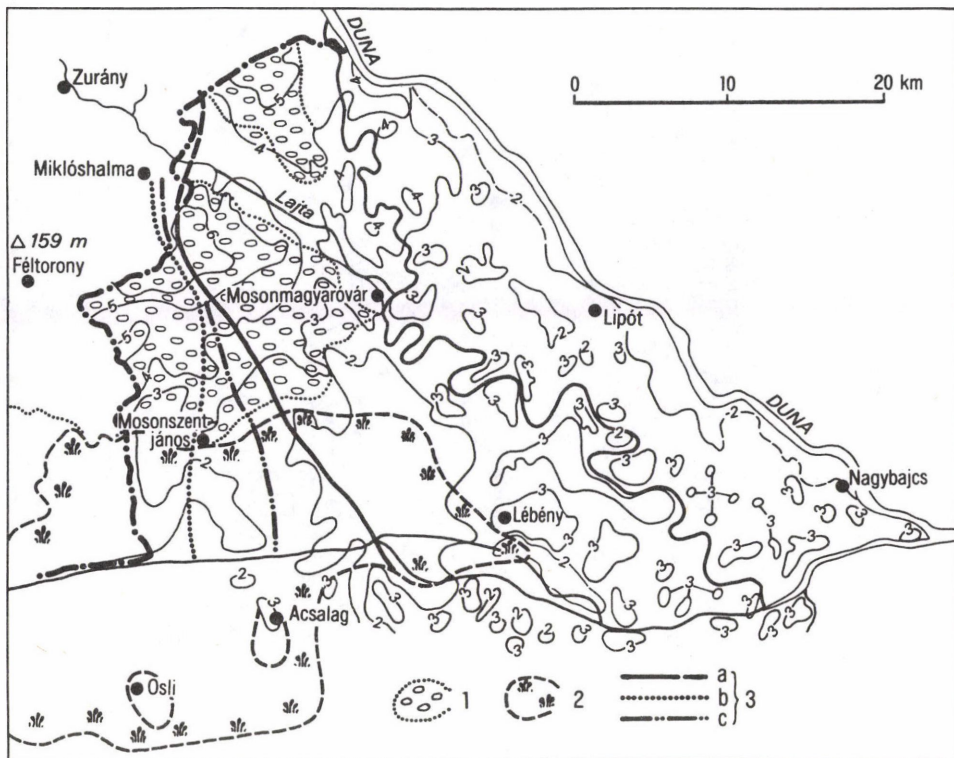 DUNA
Zurány
0 10 20 km
Miklóshalma
Lajta
△ 159 m
Féltorony
Mosonmagyaróvár
Lipót
Mosonszent-
jános
DUNA
Nagybajcs
Lébény
Acsalag
Osli
1
2
a
b
c
3